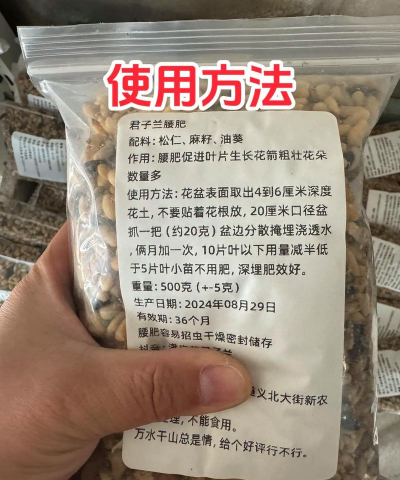 使用方法
君子兰腰肥
配料:松仁、麻籽、油葵
作用:腰肥促进叶片生长花箭粗壮花朵
数量多
使用方法:花盆表面取出4到6厘米深度
花土,不要贴着花根放,20厘米口径盆
抓一把(约20克)盆边分散掩埋浇透水
,俩月加一次,10片叶以下用量减半低
于5片叶小苗不用肥,深埋肥效好。
重量:500克(+-5克)
生产日期:2024年08月29日
有效期:36个月
腰肥容易招虫干燥密封储存
抖音:
义北大街新农
,不能食用。
万水千山总是情,给个好评行不行。